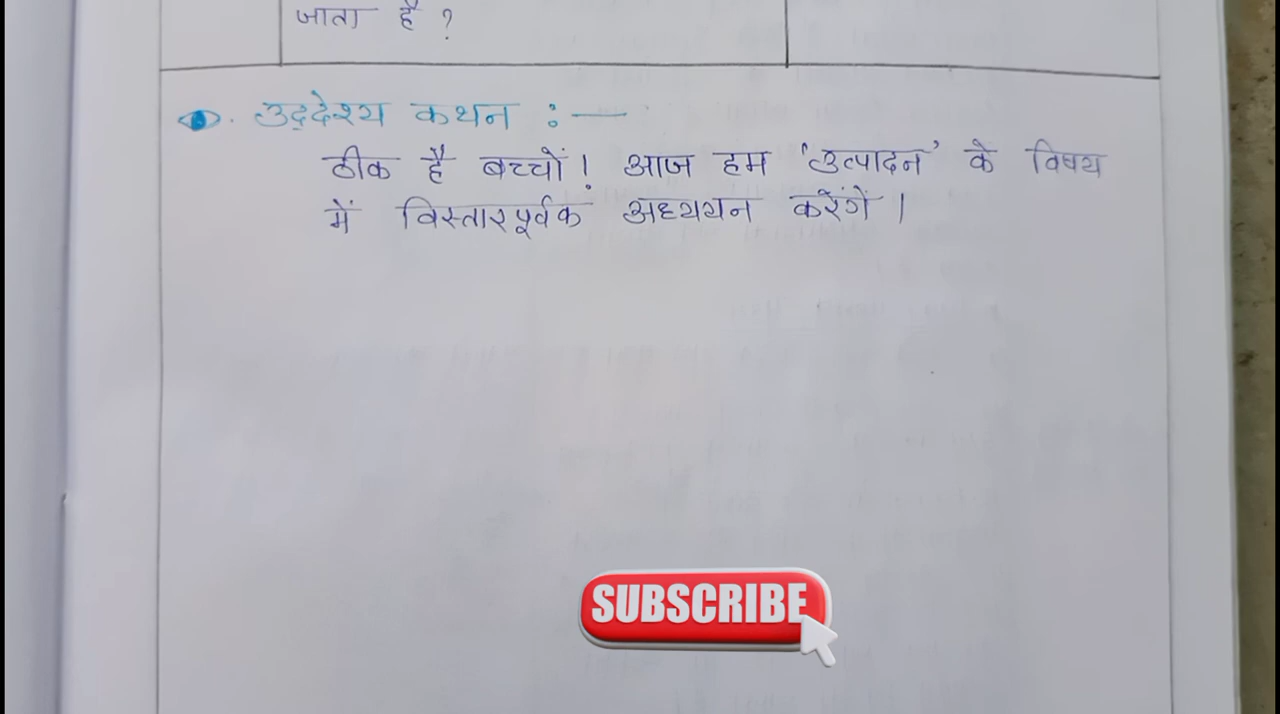 जाता है ?
उद्देश्य कथन :—
ठीक है बच्चों ! आज हम 'उत्पादन' के विषय
में विस्तारपूर्वक अध्ययन करेंगें ।
SUBSCRIBE